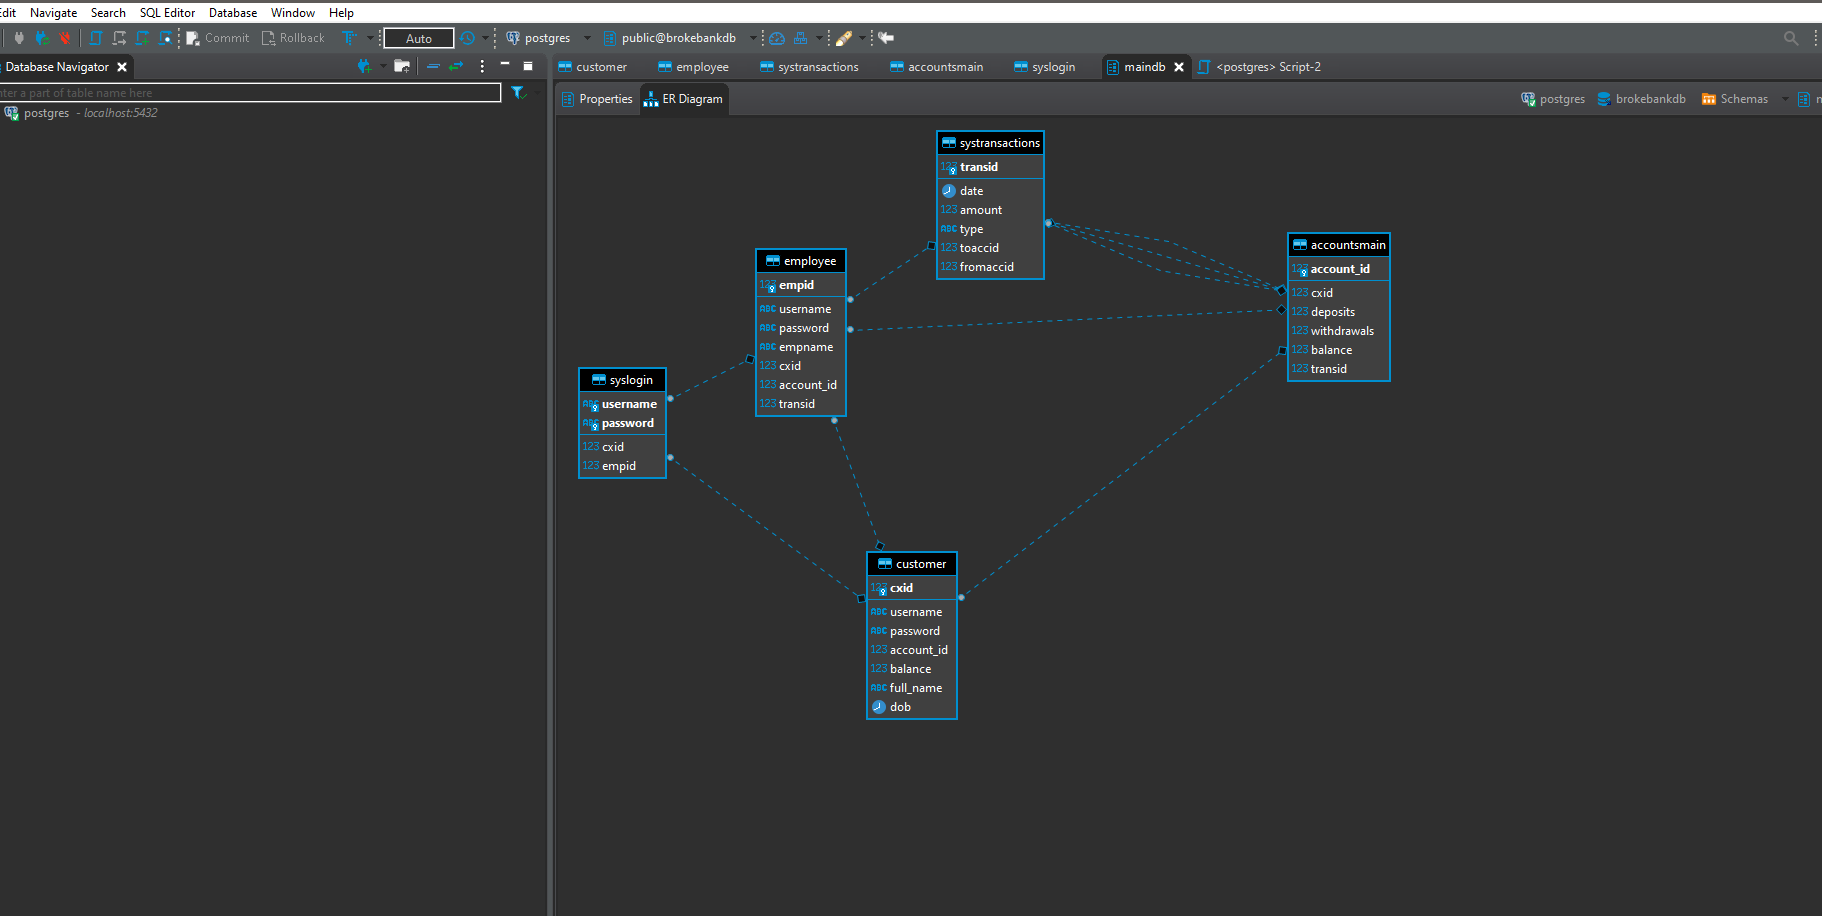 Edit Navigate Search SQL Editor Database Window Help
Commit Rollback Auto postgres public@brokebankdb
Database Navigator
enter a part of table name here
postgres - localhost:5432
customer employee systransactions accountsmain syslogin maindb <postgres> Script-2
Properties ER Diagram postgres brokebankdb Schemas
systransactions
123 transid
date
123 amount
ABC type
123 toaccid
123 fromaccid
accountsmain
123 account_id
123 cxid
123 deposits
123 withdrawals
123 balance
123 transid
employee
123 empid
ABC username
ABC password
ABC empname
123 cxid
123 account_id
123 transid
syslogin
ABC username
ABC password
123 cxid
123 empid
customer
123 cxid
ABC username
ABC password
123 account_id
123 balance
ABC full_name
dob